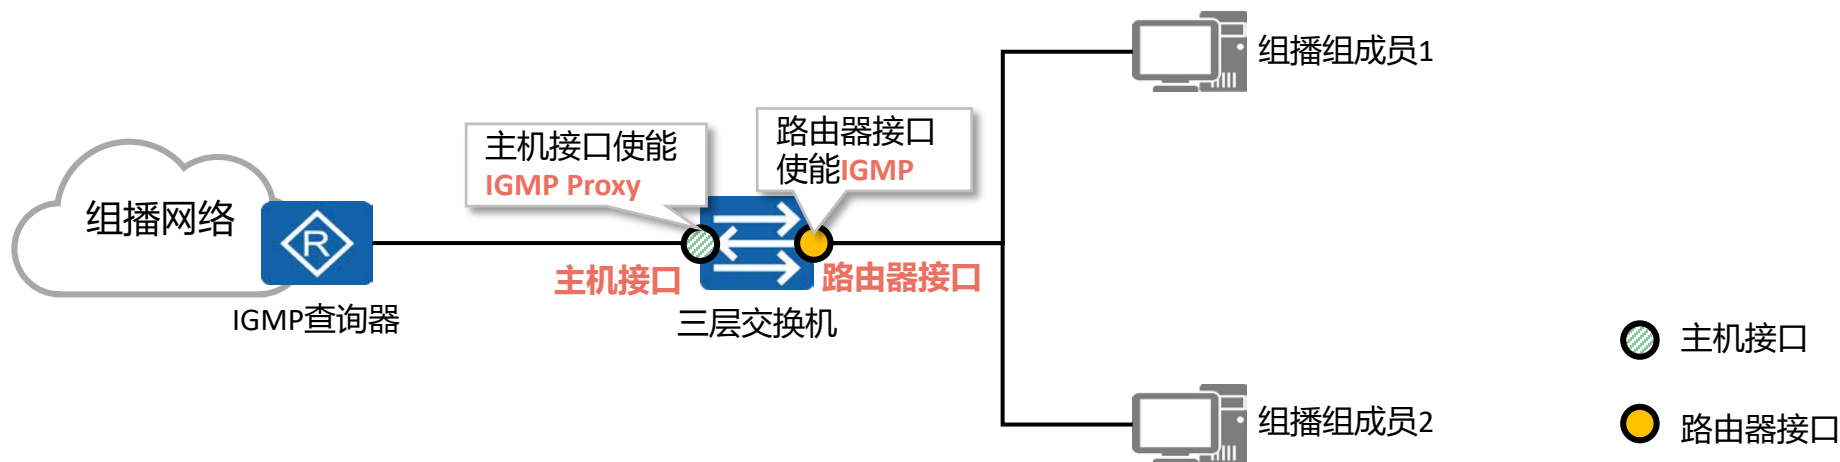 组播组成员1
主机接口使能
IGMP Proxy
路由器接口
使能IGMP
组播网络
R
主机接口
路由器接口
IGMP查询器
三层交换机
主机接口
组播组成员2
路由器接口